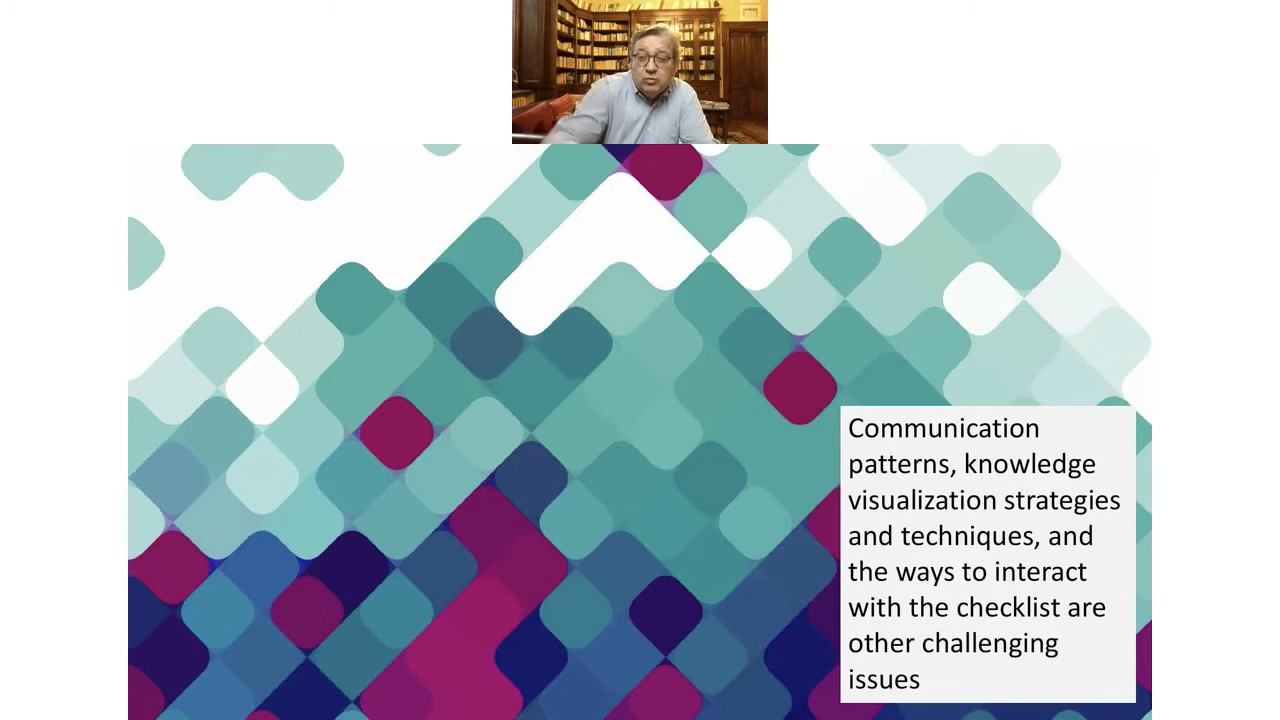 Communication
patterns, knowledge
visualization strategies
and techniques, and
the ways to interact
with the checklist are
other challenging
issues